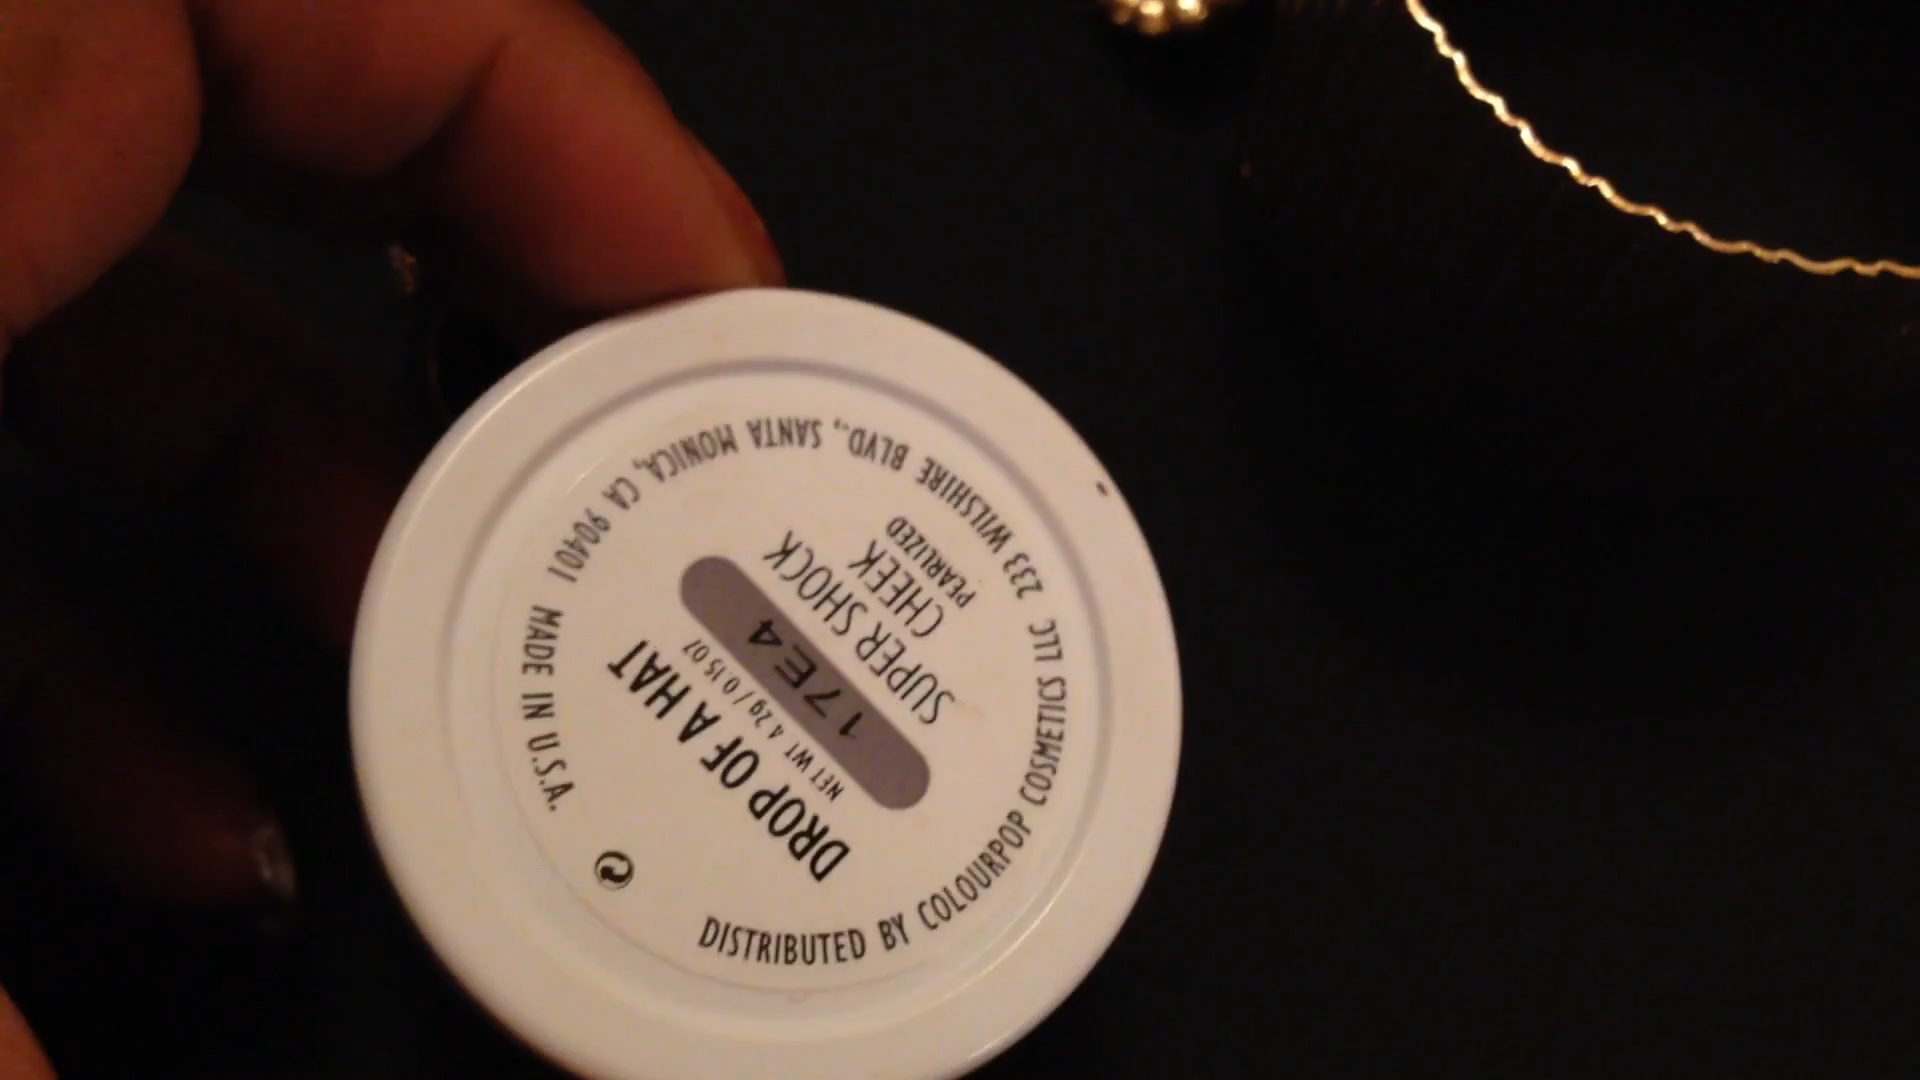 SUPER SHOCK
CHEEK
PEARLIZED
17E4
NET WT 4.2g / 0.15 OZ
DROP OF A HAT
DISTRIBUTED BY COLOURPOP COSMETICS LLC 233 WILSHIRE BLVD., SANTA MONICA, CA 90401 MADE IN U.S.A.